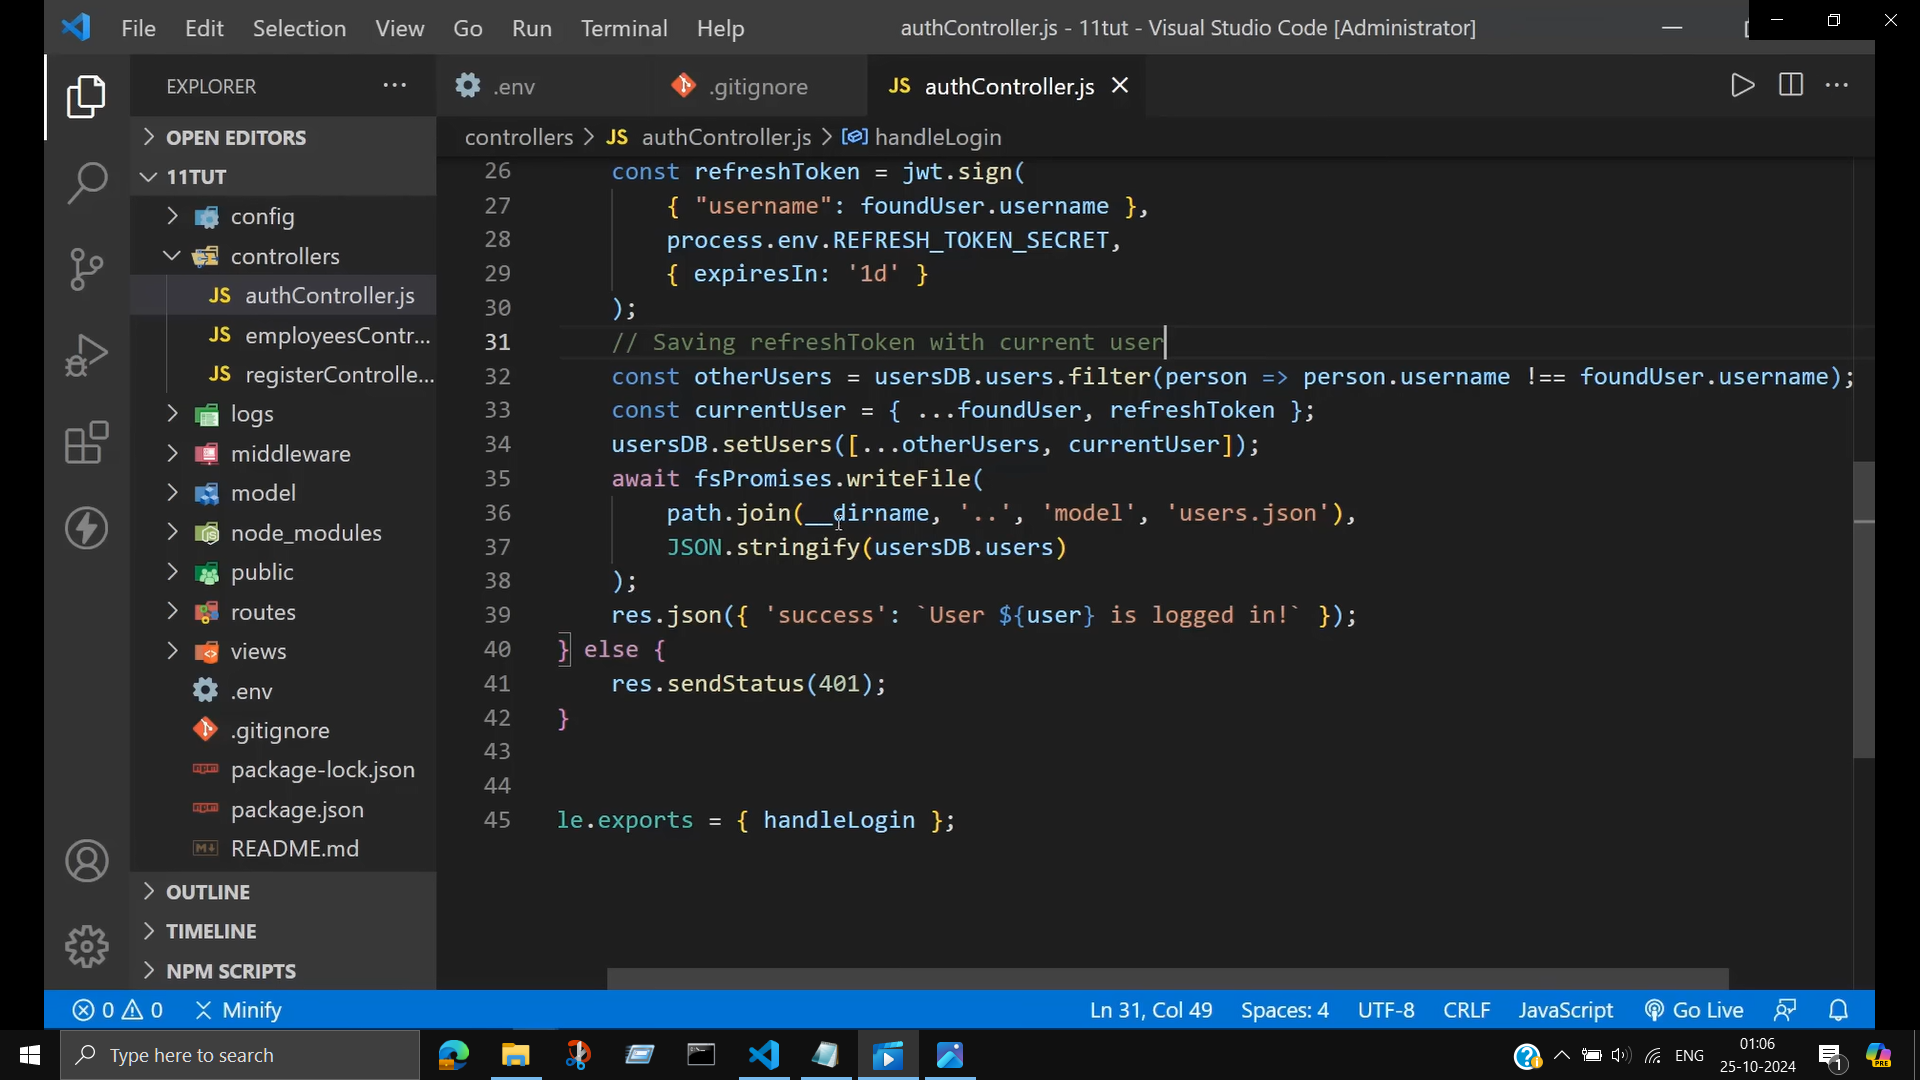 File Edit Selection View Go Run Terminal Help authController.js - 11tut - Visual Studio Code [Administrator]
EXPLORER ··· .env .gitignore JS authController.js
controllers > JS authController.js > handleLogin
OPEN EDITORS
11TUT
config
controllers
JS authController.js
JS employeesContr...
JS registerControlle...
logs
middleware
model
node_modules
public
routes
views
.env
.gitignore
package-lock.json
package.json
README.md
OUTLINE
TIMELINE
NPM SCRIPTS
26 const refreshToken = jwt.sign(
27 { "username": foundUser.username },
28 process.env.REFRESH_TOKEN_SECRET,
29 { expiresIn: '1d' }
30 );
31 // Saving refreshToken with current user
32 const otherUsers = usersDB.users.filter(person => person.username !== foundUser.username);
33 const currentUser = { ...foundUser, refreshToken };
34 usersDB.setUsers([...otherUsers, currentUser]);
35 await fsPromises.writeFile(
36 path.join(__dirname, '..', 'model', 'users.json'),
37 JSON.stringify(usersDB.users)
38 );
39 res.json({ 'success': `User ${user} is logged in!` });
40 } else {
41 res.sendStatus(401);
42 }
43
44
45 le.exports = { handleLogin };
0 0 Minify Ln 31, Col 49 Spaces: 4 UTF-8 CRLF JavaScript Go Live
Type here to search ENG 01:06
25-10-2024 1 PRE